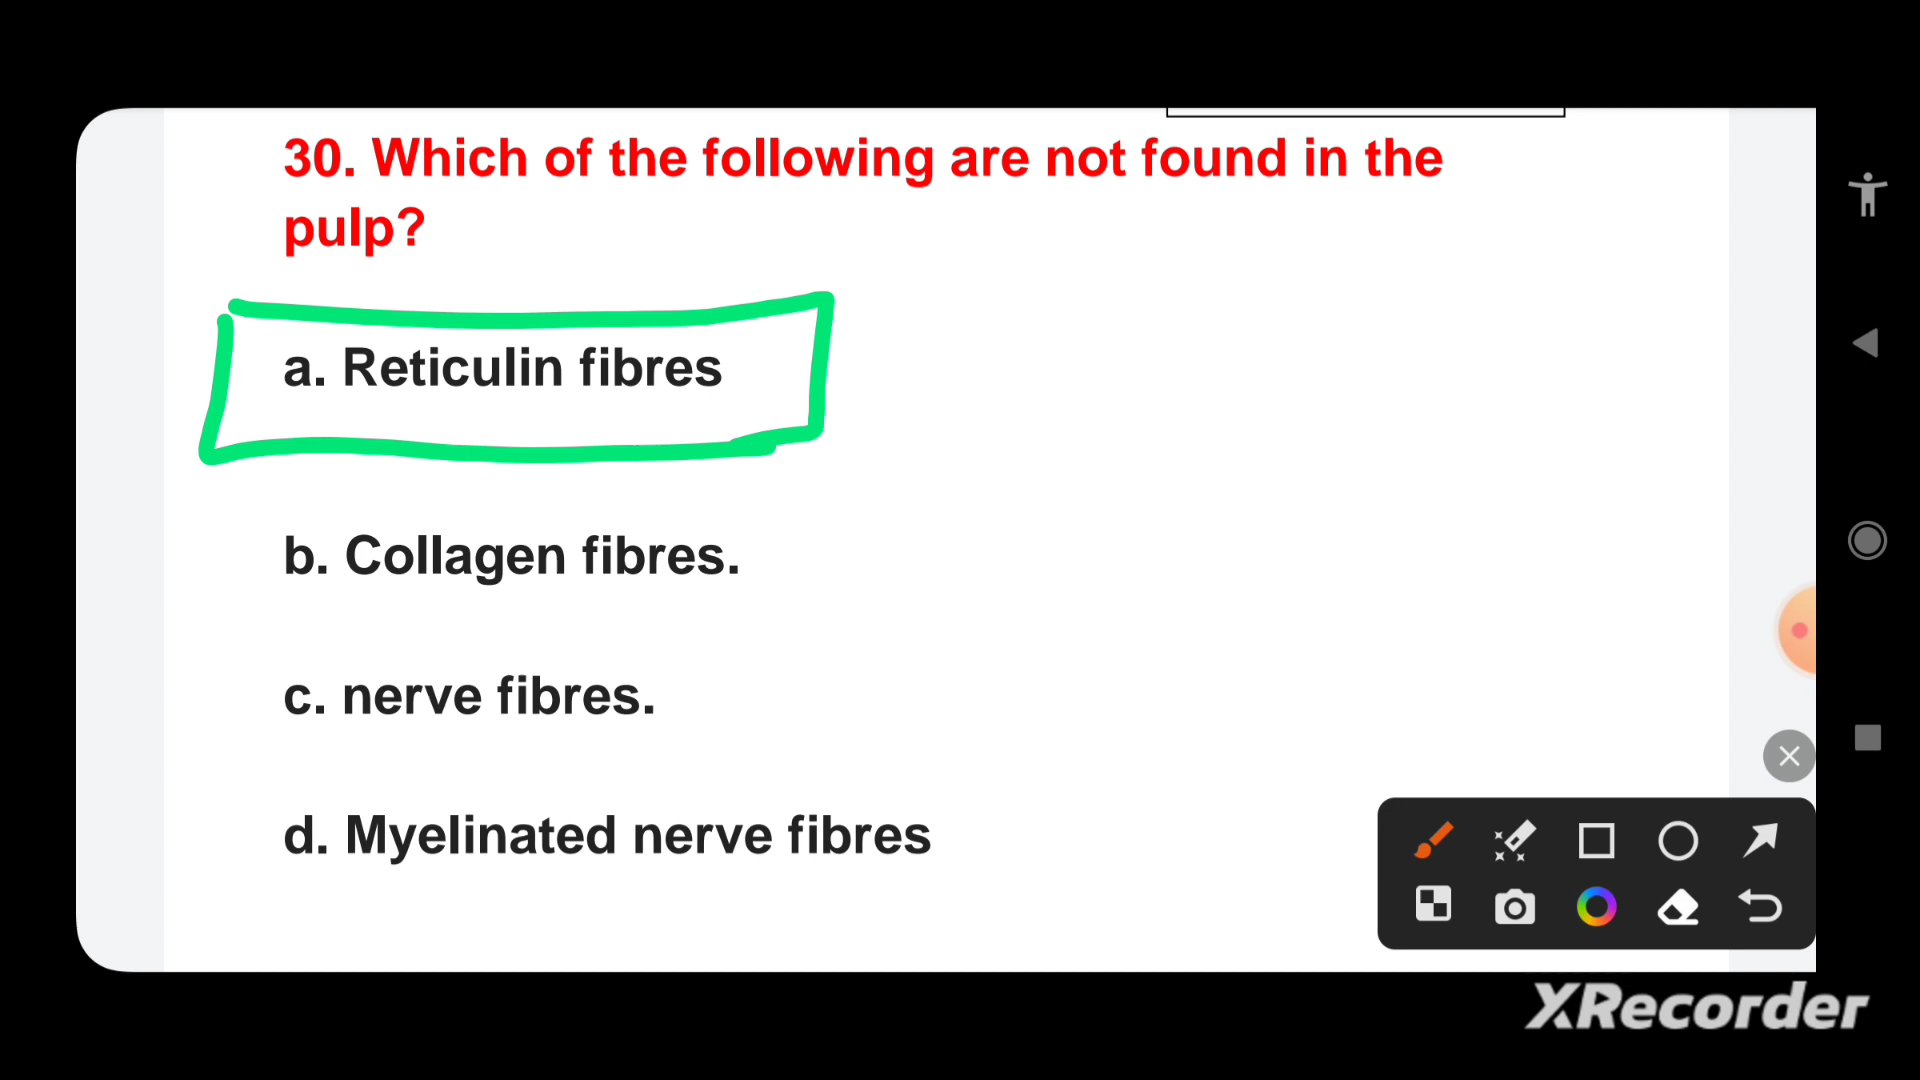 30. Which of the following are not found in the
pulp?
a. Reticulin fibres
b. Collagen fibres.
c. nerve fibres.
d. Myelinated nerve fibres
XRecorder